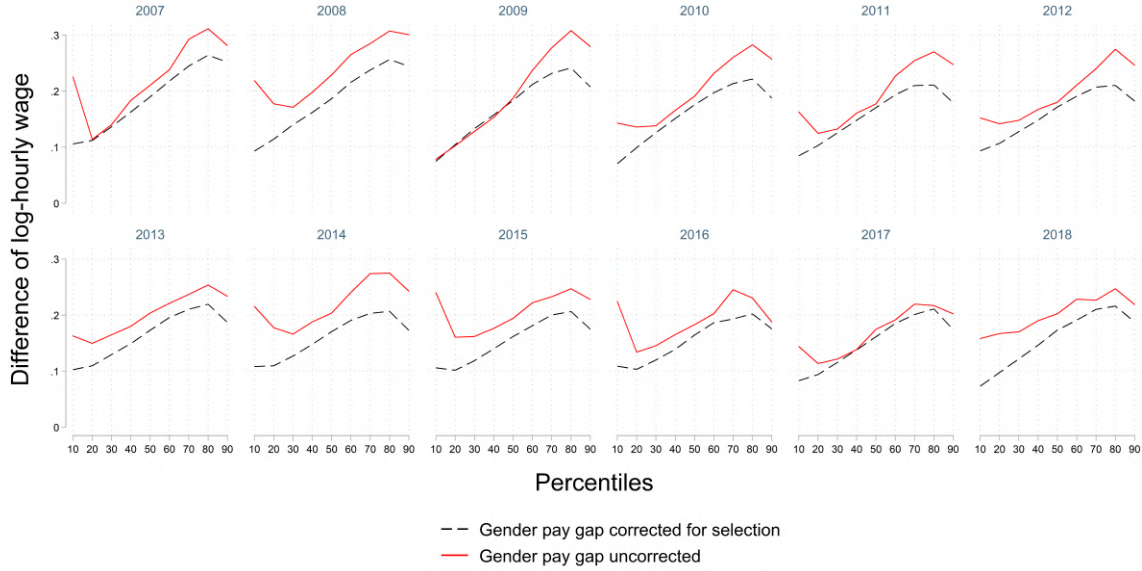 2007 2008 2009 2010 2011 2012
.3
.2
.1
0
2013 2014 2015 2016 2017 2018
.3
.2
.1
0
10 20 30 40 50 60 70 80 90 10 20 30 40 50 60 70 80 90 10 20 30 40 50 60 70 80 90 10 20 30 40 50 60 70 80 90 10 20 30 40 50 60 70 80 90 10 20 30 40 50 60 70 80 90
Difference of log-hourly wage
Percentiles
Gender pay gap corrected for selection
Gender pay gap uncorrected